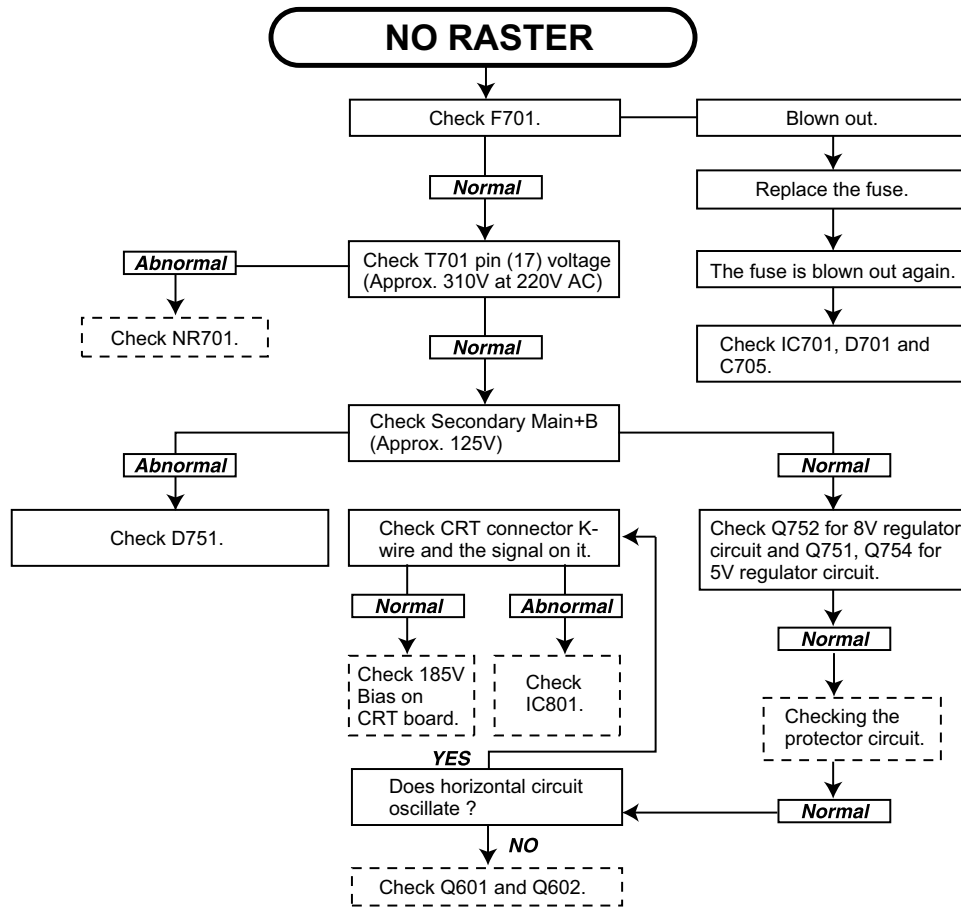 NO RASTER
Check F701.
Blown out.
Normal
Replace the fuse.
Abnormal
Check T701 pin (17) voltage
(Approx. 310V at 220V AC)
The fuse is blown out again.
Check NR701.
Normal
Check IC701, D701 and
C705.
Check Secondary Main+B
(Approx. 125V)
Abnormal
Normal
Check D751.
Check CRT connector K-
wire and the signal on it.
Check Q752 for 8V regulator
circuit and Q751, Q754 for
5V regulator circuit.
Normal
Abnormal
Normal
Check 185V
Bias on
CRT board.
Check
IC801.
Checking the
protector circuit.
YES
Does horizontal circuit
oscillate ?
Normal
NO
Check Q601 and Q602.